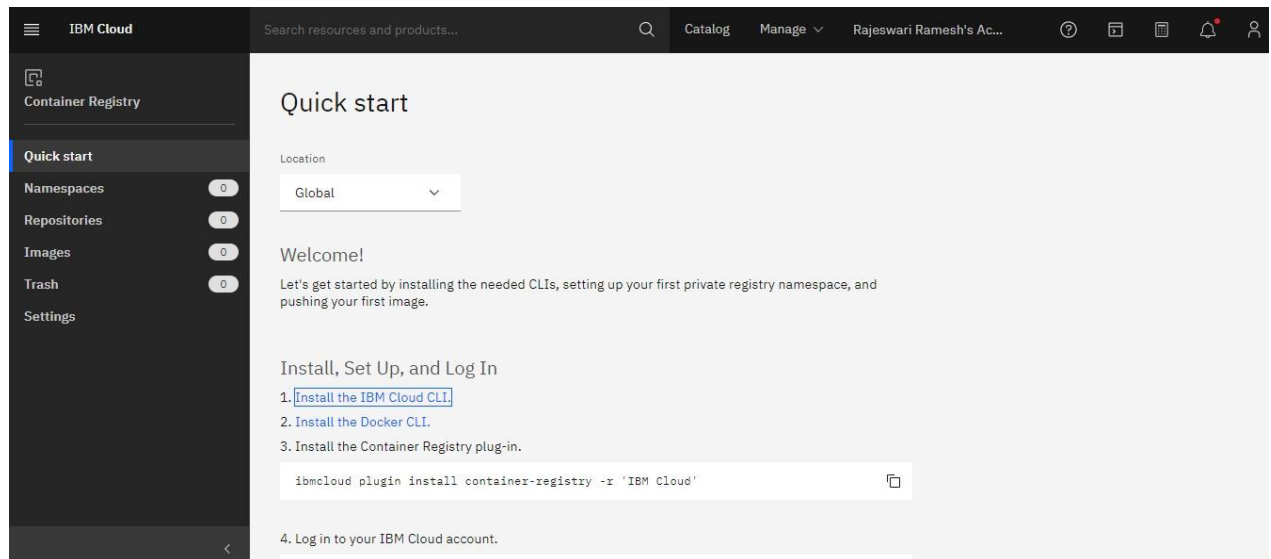 IBM Cloud
Search resources and products...
Catalog
Manage
Rajeswari Ramesh's Ac...
Container Registry
Quick start
Namespaces 0
Repositories 0
Images 0
Trash 0
Settings
Quick start
Location
Global
Welcome!
Let's get started by installing the needed CLIs, setting up your first private registry namespace, and
pushing your first image.
Install, Set Up, and Log In
1. Install the IBM Cloud CLI.
2. Install the Docker CLI.
3. Install the Container Registry plug-in.
ibmcloud plugin install container-registry -r 'IBM Cloud'
4. Log in to your IBM Cloud account.